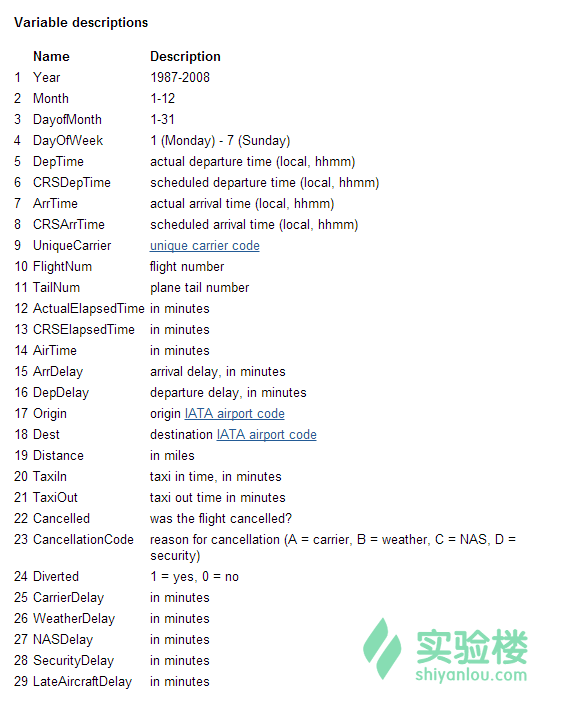 Variable descriptions
Name Description
1 Year 1987-2008
2 Month 1-12
3 DayofMonth 1-31
4 DayOfWeek 1 (Monday) - 7 (Sunday)
5 DepTime actual departure time (local, hhmm)
6 CRSDepTime scheduled departure time (local, hhmm)
7 ArrTime actual arrival time (local, hhmm)
8 CRSArrTime scheduled arrival time (local, hhmm)
9 UniqueCarrier unique carrier code
10 FlightNum flight number
11 TailNum plane tail number
12 ActualElapsedTime in minutes
13 CRSElapsedTime in minutes
14 AirTime in minutes
15 ArrDelay arrival delay, in minutes
16 DepDelay departure delay, in minutes
17 Origin origin IATA airport code
18 Dest destination IATA airport code
19 Distance in miles
20 TaxiIn taxi in time, in minutes
21 TaxiOut taxi out time in minutes
22 Cancelled was the flight cancelled?
23 CancellationCode reason for cancellation (A = carrier, B = weather, C = NAS, D =
security)
24 Diverted 1 = yes, 0 = no
25 CarrierDelay in minutes
26 WeatherDelay in minutes
27 NASDelay in minutes
28 SecurityDelay in minutes
29 LateAircraftDelay in minutes
实验楼
shiyanlou.com